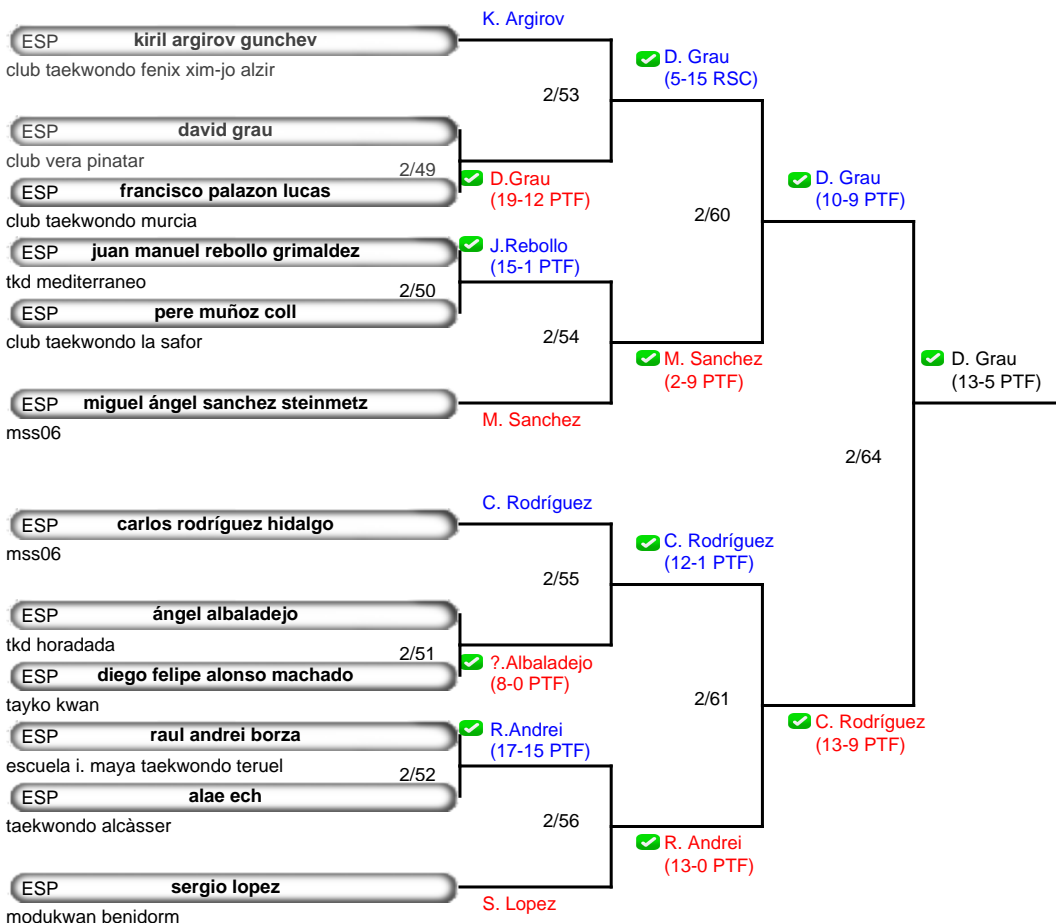 K. Argirov
ESP kiril argirov gunchev
club taekwondo fenix xim-jo alzir
D. Grau
(5-15 RSC)
2/53
ESP david grau
club vera pinatar
2/49
ESP francisco palazon lucas
club taekwondo murcia
D.Grau
(19-12 PTF)
D. Grau
(10-9 PTF)
2/60
ESP juan manuel rebollo grimaldez
tkd mediterraneo
J.Rebollo
(15-1 PTF)
2/50
ESP pere muñoz coll
club taekwondo la safor
2/54
M. Sanchez
(2-9 PTF)
D. Grau
(13-5 PTF)
ESP miguel ángel sanchez steinmetz
mss06
M. Sanchez
2/64
C. Rodríguez
ESP carlos rodríguez hidalgo
mss06
C. Rodríguez
(12-1 PTF)
2/55
ESP ángel albaladejo
tkd horadada
2/51
ESP diego felipe alonso machado
tayko kwan
?.Albaladejo
(8-0 PTF)
2/61
C. Rodríguez
(13-9 PTF)
ESP raul andrei borza
escuela i. maya taekwondo teruel
R.Andrei
(17-15 PTF)
2/52
ESP alae ech
taekwondo alcàsser
2/56
R. Andrei
(13-0 PTF)
ESP sergio lopez
modukwan benidorm
S. Lopez